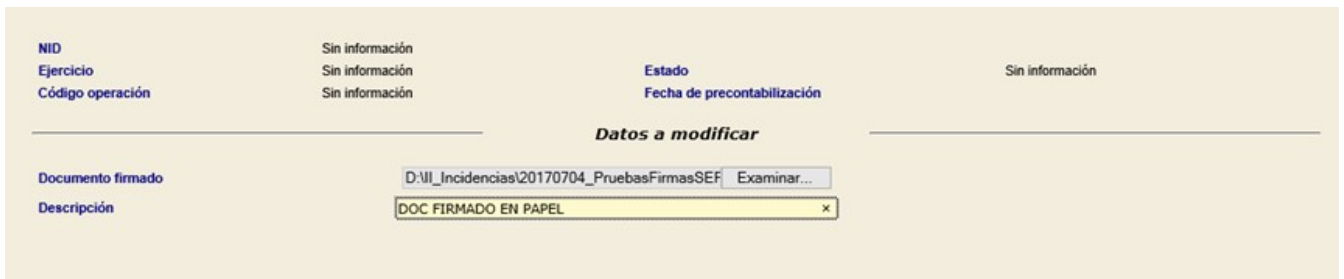 NID Sin información
Ejercicio Sin información Estado Sin información
Código operación Sin información Fecha de precontabilización
Datos a modificar
Documento firmado D:\II_Incidencias\20170704_PruebasFirmasSEF Examinar...
Descripción DOC FIRMADO EN PAPEL ×